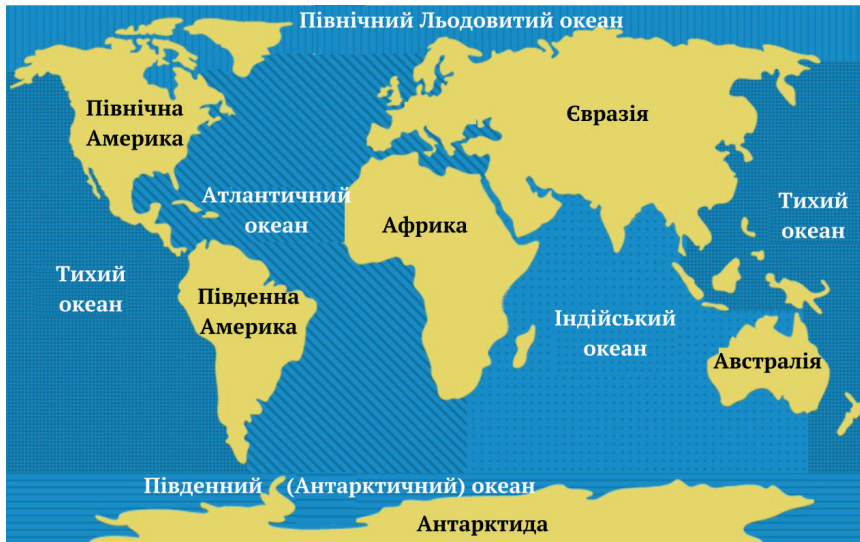 Північний Льодовитий океан
Північна
Америка
Євразія
Атлантичний
океан
Африка
Тихий
океан
Тихий
океан
Південна
Америка
Індійський
океан
Австралія
Південний (Антарктичний) океан
Антарктида